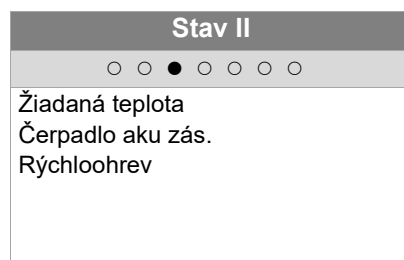 Stav II
Žiadaná teplota
Čerpadlo aku zás.
Rýchloohrev